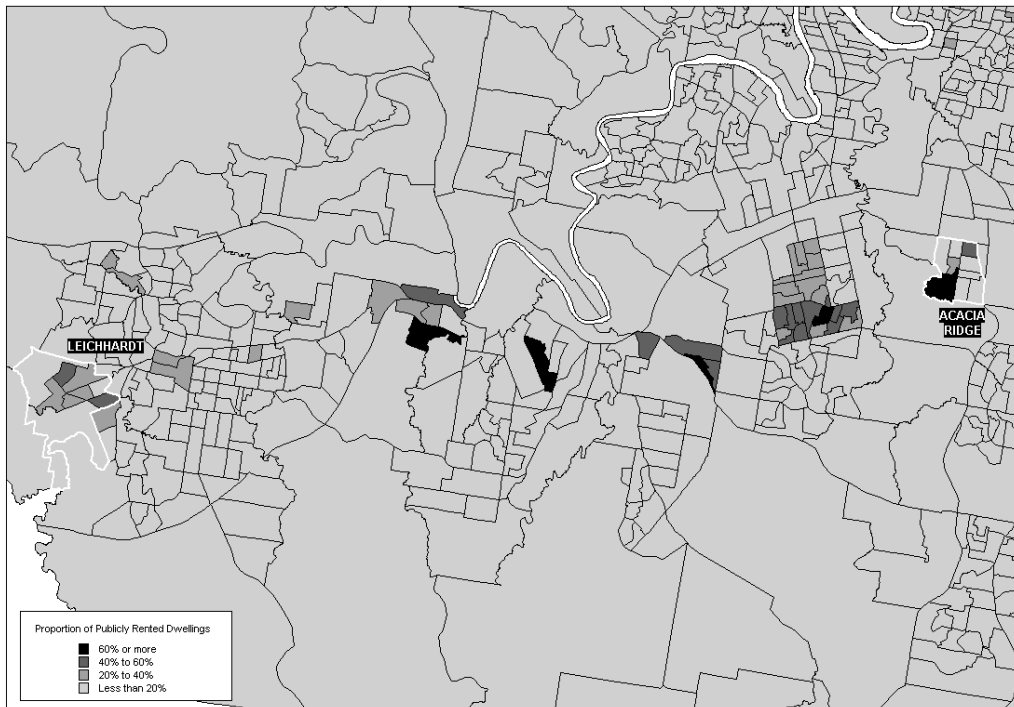 LEICHHARDT
ACACIA
RIDGE
Proportion of Publicly Rented Dwellings
60% or more
40% to 60%
20% to 40%
Less than 20%